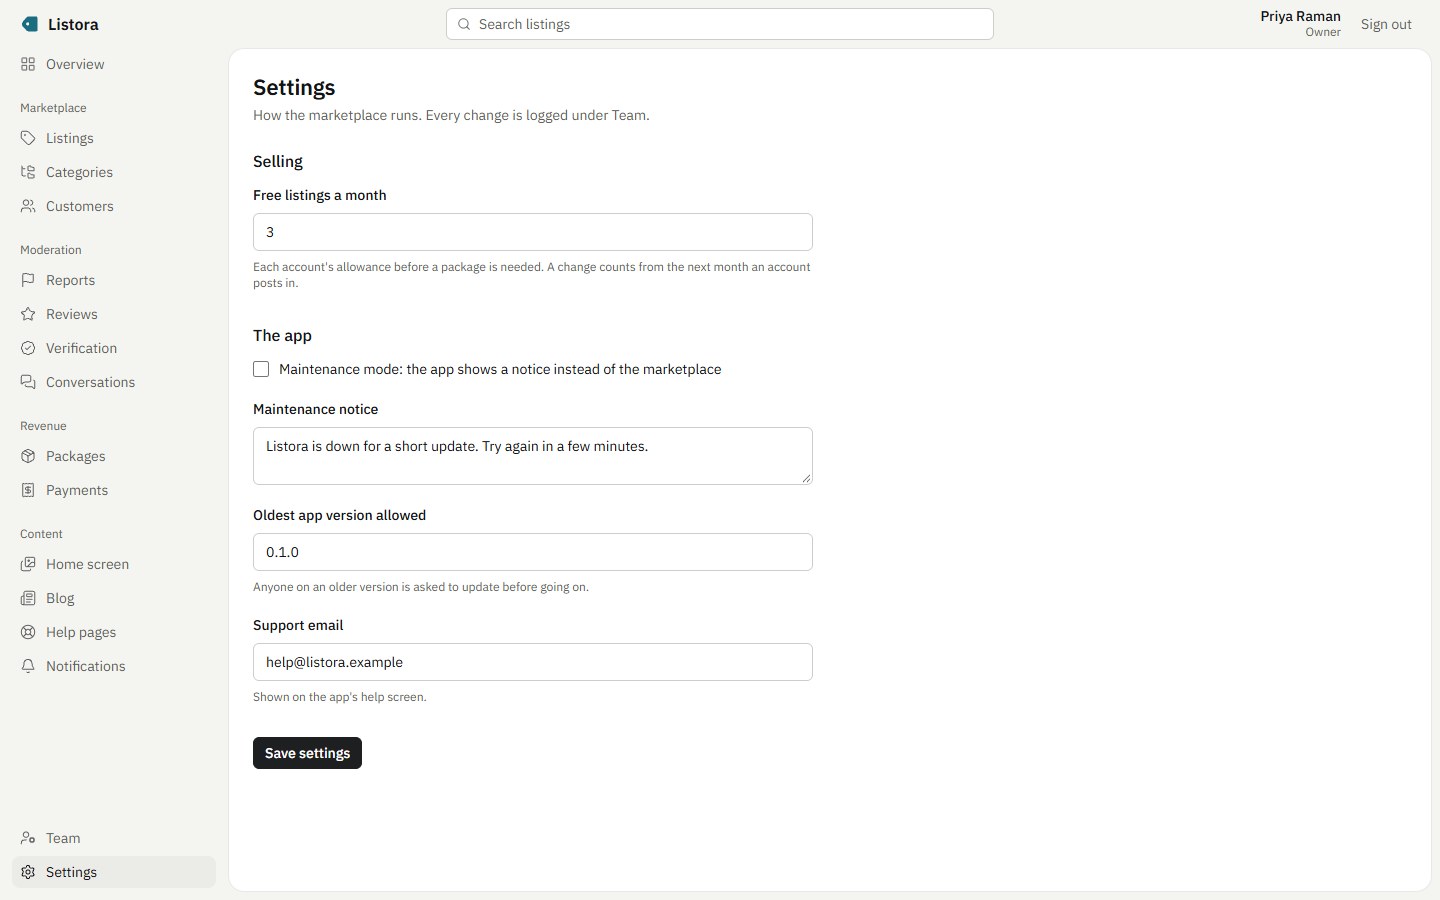 Listora
Search listings
Priya Raman
Owner
Sign out
Overview
Marketplace
Listings
Categories
Customers
Moderation
Reports
Reviews
Verification
Conversations
Revenue
Packages
Payments
Content
Home screen
Blog
Help pages
Notifications
Team
Settings
Settings
How the marketplace runs. Every change is logged under Team.
Selling
Free listings a month
3
Each account's allowance before a package is needed. A change counts from the next month an account
posts in.
The app
Maintenance mode: the app shows a notice instead of the marketplace
Maintenance notice
Listora is down for a short update. Try again in a few minutes.
Oldest app version allowed
0.1.0
Anyone on an older version is asked to update before going on.
Support email
help@listora.example
Shown on the app's help screen.
Save settings